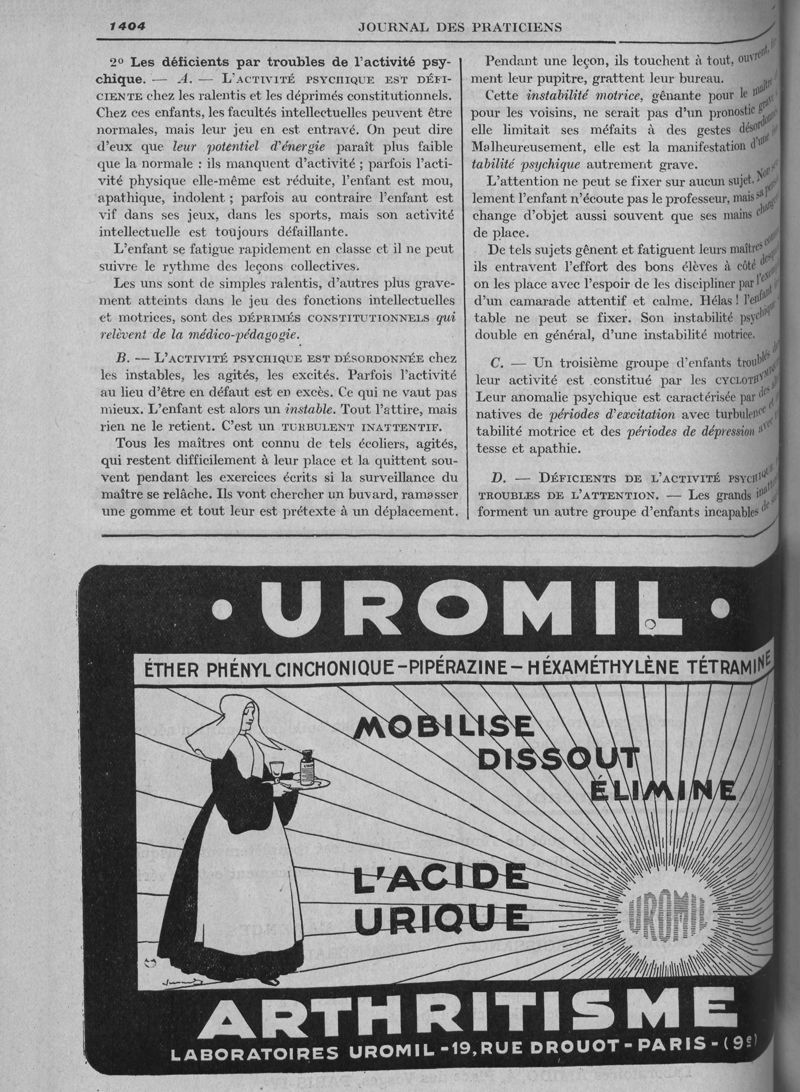 1404
JOURNAL DES PRATICIENS
2º Les déficients par troubles de l'activité psy-
chique. — A. — L'ACTIVITÉ PSYCHIQUE EST DÉFI-
CIENTE chez les ralentis et les déprimés constitutionnels.
Chez ces enfants, les facultés intellectuelles peuvent être
normales, mais leur jeu en est entravé. On peut dire
d'eux que leur potentiel d'énergie paraît plus faible
que la normale : ils manquent d'activité ; parfois l'acti-
vité physique elle-même est réduite, l'enfant est mou,
apathique, indolent ; parfois au contraire l'enfant est
vif dans ses jeux, dans les sports, mais son activité
intellectuelle est toujours défaillante.
L'enfant se fatigue rapidement en classe et il ne peut
suivre le rythme des leçons collectives.
Les uns sont de simples ralentis, d'autres plus grave-
ment atteints dans le jeu des fonctions intellectuelles
et motrices, sont des DÉPRIMÉS CONSTITUTIONNELS qui
relèvent de la médico-pédagogie.
B. — L'ACTIVITÉ PSYCHIQUE EST DÉSORDONNÉE chez
les instables, les agités, les excités. Parfois l'activité
au lieu d'être en défaut est en excès. Ce qui ne vaut pas
mieux. L'enfant est alors un instable. Tout l'attire, mais
rien ne le retient. C'est un TURBULENT INATTENTIF.
Tous les maîtres ont connu de tels écoliers, agités,
qui restent difficilement à leur place et la quittent sou-
vent pendant les exercices écrits si la surveillance du
maître se relâche. Ils vont chercher un buvard, ramasser
une gomme et tout leur est prétexte à un déplacement.
Pendant une leçon, ils touchent à tout, ouvrent,
ment leur pupitre, grattent leur bureau.
Cette instabilité motrice, gênante pour le maître
pour les voisins, ne serait pas d'un pronostic grave
elle limitait ses méfaits à des gestes désordonnés
Malheureusement, elle est la manifestation d'une
tabilité psychique autrement grave.
L'attention ne peut se fixer sur aucun sujet. Non
lement l'enfant n'écoute pas le professeur, mais sa
change d'objet aussi souvent que ses mains
de place.
De tels sujets gênent et fatiguent leurs maîtres
ils entravent l'effort des bons élèves à côté
on les place avec l'espoir de les discipliner par
d'un camarade attentif et calme. Hélas ! l'enfant
table ne peut se fixer. Son instabilité psychique
double en général, d'une instabilité motrice.
C. — Un troisième groupe d'enfants troublés
leur activité est constitué par les
Leur anomalie psychique est caractérisée par des
natives de périodes d'excitation avec turbulence
tabilité motrice et des périodes de dépression avec
tesse et apathie.
D. — DÉFICIENTS DE L'ACTIVITÉ
TROUBLES DE L'ATTENTION. — Les grands
forment un autre groupe d'enfants incapables de
• UROMIL •
ÉTHER PHÉNYL CINCHONIQUE - PIPÉRAZINE - HÉXAMÉTHYLÈNE TÉTRAMINE
MOBILISE
DISSOUT
ÉLIMINE
L'ACIDE
URIQUE
UROMIL
ARTHRITISME
LABORATOIRES UROMIL - 19, RUE DROUOT - PARIS - (9e)